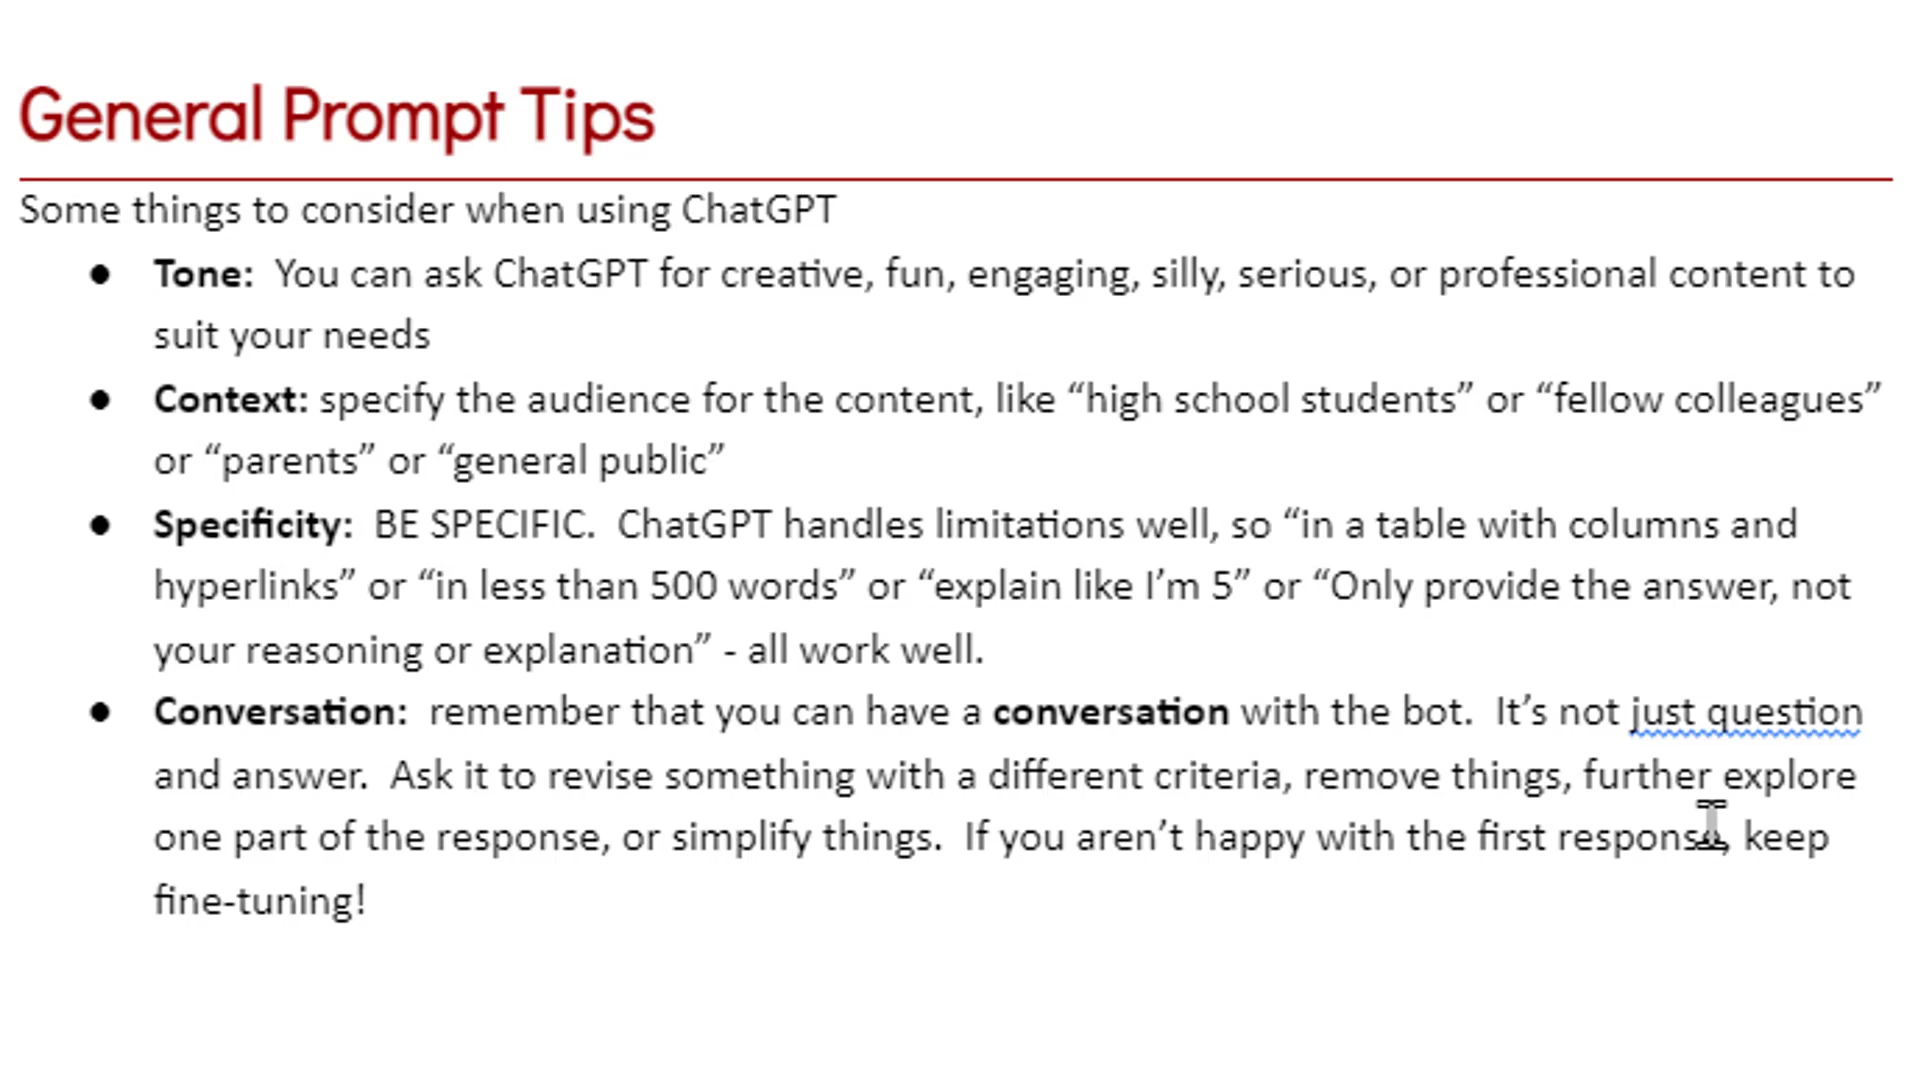 General Prompt Tips
Some things to consider when using ChatGPT
● Tone:  You can ask ChatGPT for creative, fun, engaging, silly, serious, or professional content to
suit your needs
● Context: specify the audience for the content, like “high school students” or “fellow colleagues”
or “parents” or “general public”
● Specificity:  BE SPECIFIC.  ChatGPT handles limitations well, so “in a table with columns and
hyperlinks” or “in less than 500 words” or “explain like I’m 5” or “Only provide the answer, not
your reasoning or explanation” - all work well.
● Conversation:  remember that you can have a conversation with the bot.  It’s not just question
and answer.  Ask it to revise something with a different criteria, remove things, further explore
one part of the response, or simplify things.  If you aren’t happy with the first response, keep
fine-tuning!